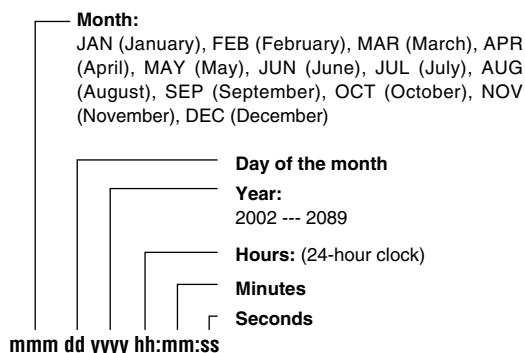 Month:
JAN (January), FEB (February), MAR (March), APR
(April), MAY (May), JUN (June), JUL (July), AUG
(August), SEP (September), OCT (October), NOV
(November), DEC (December)
Day of the month
Year:
2002 --- 2089
Hours: (24-hour clock)
Minutes
Seconds
mmm dd yyyy hh:mm:ss